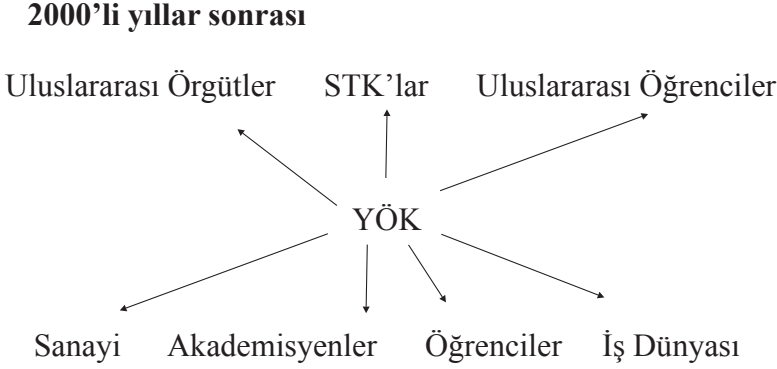 2000’li yıllar sonrası
Uluslararası Örgütler STK’lar Uluslararası Öğrenciler
YÖK
Sanayi Akademisyenler Öğrenciler İş Dünyası